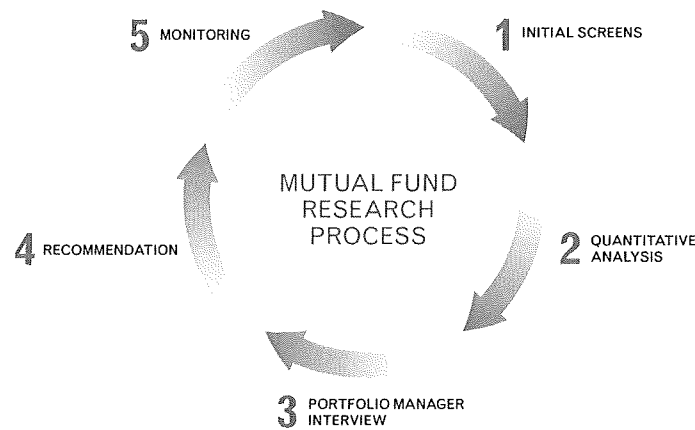 5 MONITORING
1 INITIAL SCREENS
MUTUAL FUND
RESEARCH
PROCESS
2 QUANTITATIVE
ANALYSIS
4 RECOMMENDATION
3 PORTFOLIO MANAGER
INTERVIEW